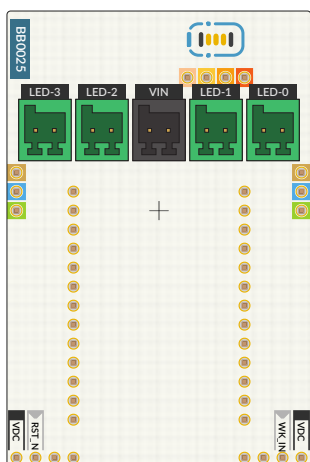 BB0025
LED-3
LED-2
VIN
LED-1
LED-0
VDC
RST_N
WK_IN
VDC